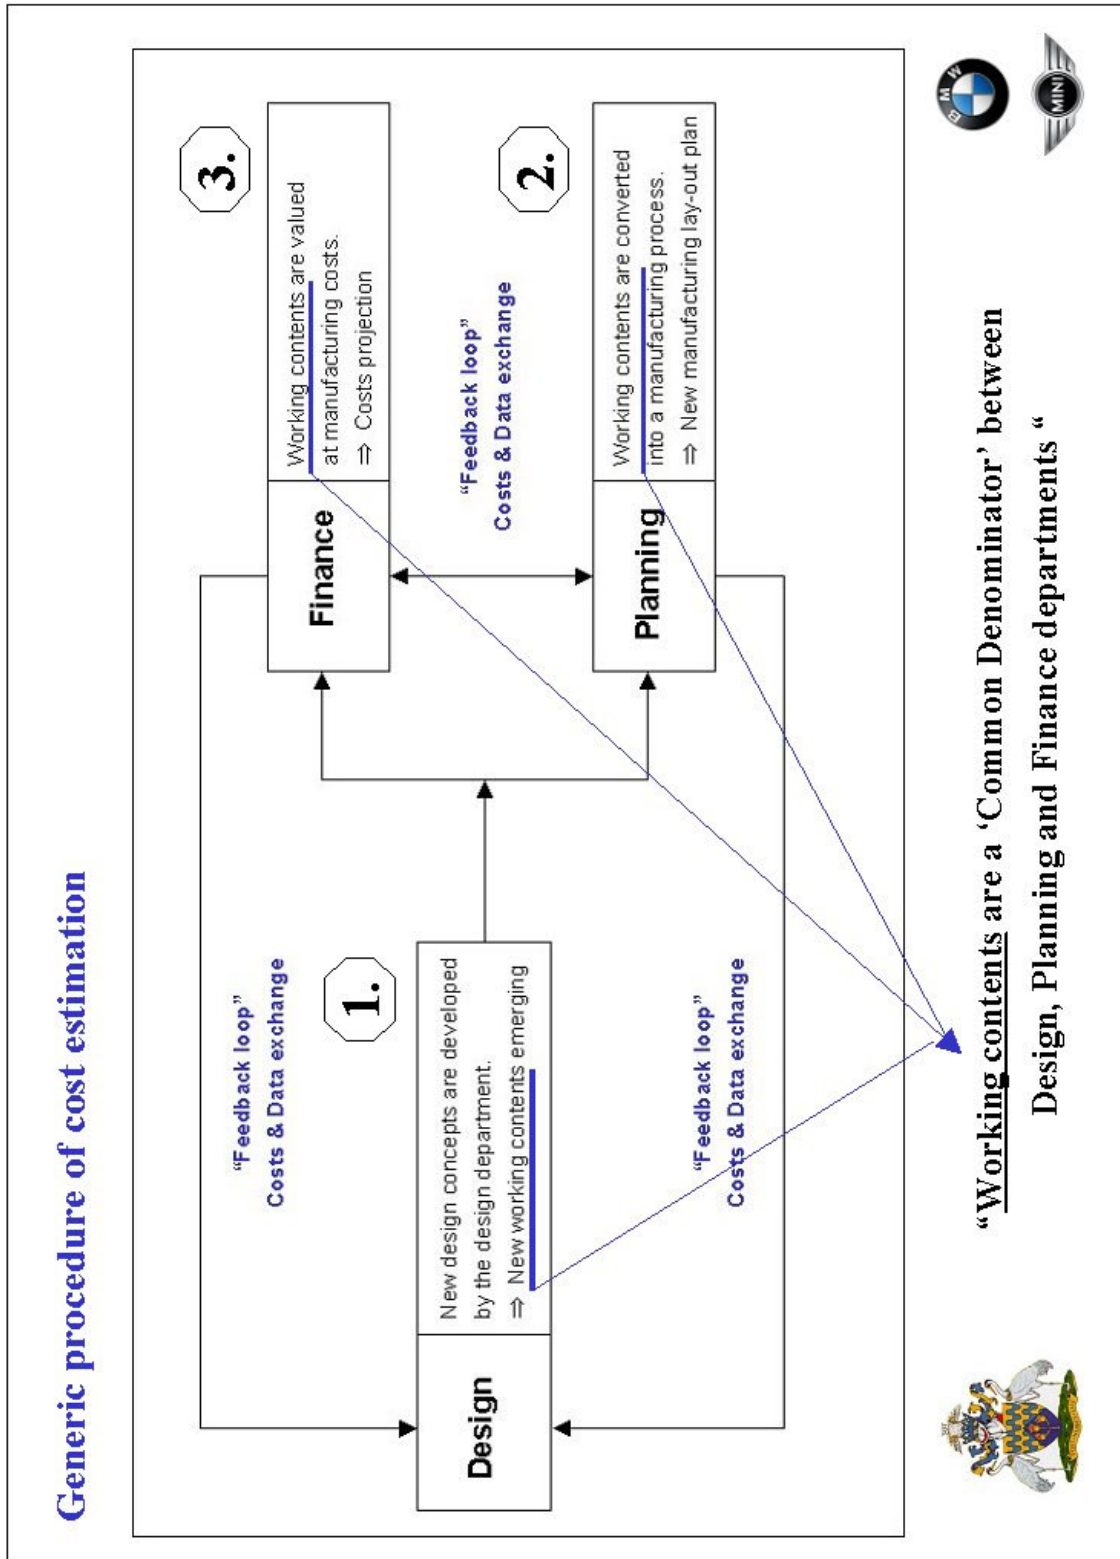 Generic procedure of cost estimation
“Feedback loop”
Costs & Data exchange
3.
Finance
Working contents are valued
at manufacturing costs.
⇒ Costs projection
1.
Design
New design concepts are developed
by the design department.
⇒ New working contents emerging
“Feedback loop”
Costs & Data exchange
2.
Planning
Working contents are converted
into a manufacturing process.
⇒ New manufacturing lay-out plan
“Feedback loop”
Costs & Data exchange
“Working contents are a ‘Common Denominator’ between
Design, Planning and Finance departments “
BMW
MINI